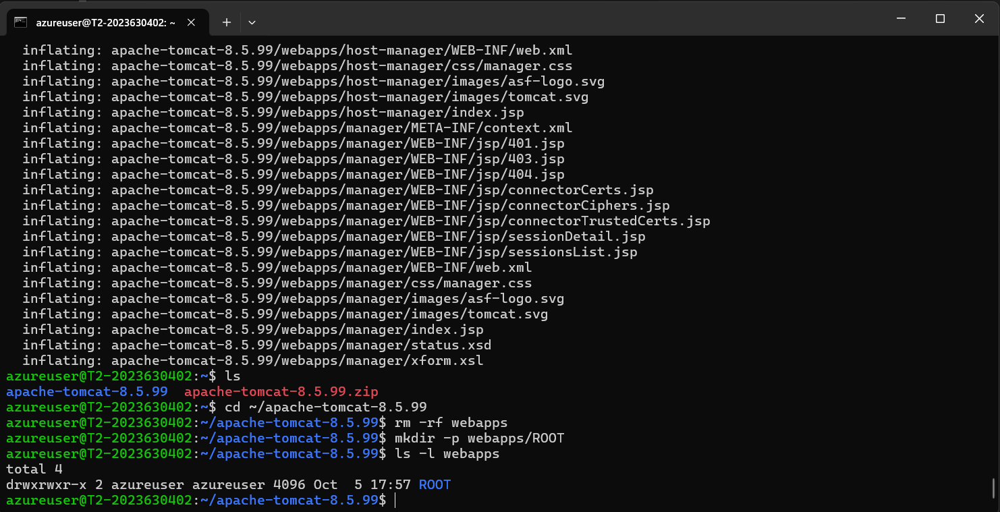 azureuser@T2-2023630402: ~
inflating: apache-tomcat-8.5.99/webapps/host-manager/WEB-INF/web.xml
inflating: apache-tomcat-8.5.99/webapps/host-manager/css/manager.css
inflating: apache-tomcat-8.5.99/webapps/host-manager/images/asf-logo.svg
inflating: apache-tomcat-8.5.99/webapps/host-manager/images/tomcat.svg
inflating: apache-tomcat-8.5.99/webapps/host-manager/index.jsp
inflating: apache-tomcat-8.5.99/webapps/manager/META-INF/context.xml
inflating: apache-tomcat-8.5.99/webapps/manager/WEB-INF/jsp/401.jsp
inflating: apache-tomcat-8.5.99/webapps/manager/WEB-INF/jsp/403.jsp
inflating: apache-tomcat-8.5.99/webapps/manager/WEB-INF/jsp/404.jsp
inflating: apache-tomcat-8.5.99/webapps/manager/WEB-INF/jsp/connectorCerts.jsp
inflating: apache-tomcat-8.5.99/webapps/manager/WEB-INF/jsp/connectorCiphers.jsp
inflating: apache-tomcat-8.5.99/webapps/manager/WEB-INF/jsp/connectorTrustedCerts.jsp
inflating: apache-tomcat-8.5.99/webapps/manager/WEB-INF/jsp/sessionDetail.jsp
inflating: apache-tomcat-8.5.99/webapps/manager/WEB-INF/jsp/sessionsList.jsp
inflating: apache-tomcat-8.5.99/webapps/manager/WEB-INF/web.xml
inflating: apache-tomcat-8.5.99/webapps/manager/css/manager.css
inflating: apache-tomcat-8.5.99/webapps/manager/images/asf-logo.svg
inflating: apache-tomcat-8.5.99/webapps/manager/images/tomcat.svg
inflating: apache-tomcat-8.5.99/webapps/manager/index.jsp
inflating: apache-tomcat-8.5.99/webapps/manager/status.xsd
inflating: apache-tomcat-8.5.99/webapps/manager/xform.xsl
azureuser@T2-2023630402:~$ ls
apache-tomcat-8.5.99  apache-tomcat-8.5.99.zip
azureuser@T2-2023630402:~$ cd ~/apache-tomcat-8.5.99
azureuser@T2-2023630402:~/apache-tomcat-8.5.99$ rm -rf webapps
azureuser@T2-2023630402:~/apache-tomcat-8.5.99$ mkdir -p webapps/ROOT
azureuser@T2-2023630402:~/apache-tomcat-8.5.99$ ls -l webapps
total 4
drwxrwxr-x 2 azureuser azureuser 4096 Oct  5 17:57 ROOT
azureuser@T2-2023630402:~/apache-tomcat-8.5.99$